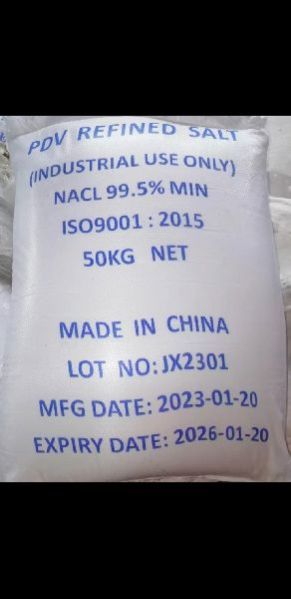 PDV REFINED SALT
(INDUSTRIAL USE ONLY)
NACL 99.5% MIN
ISO9001 : 2015
50KG NET
MADE IN CHINA
LOT NO: JX2301
MFG DATE: 2023-01-20
EXPIRY DATE: 2026-01-20